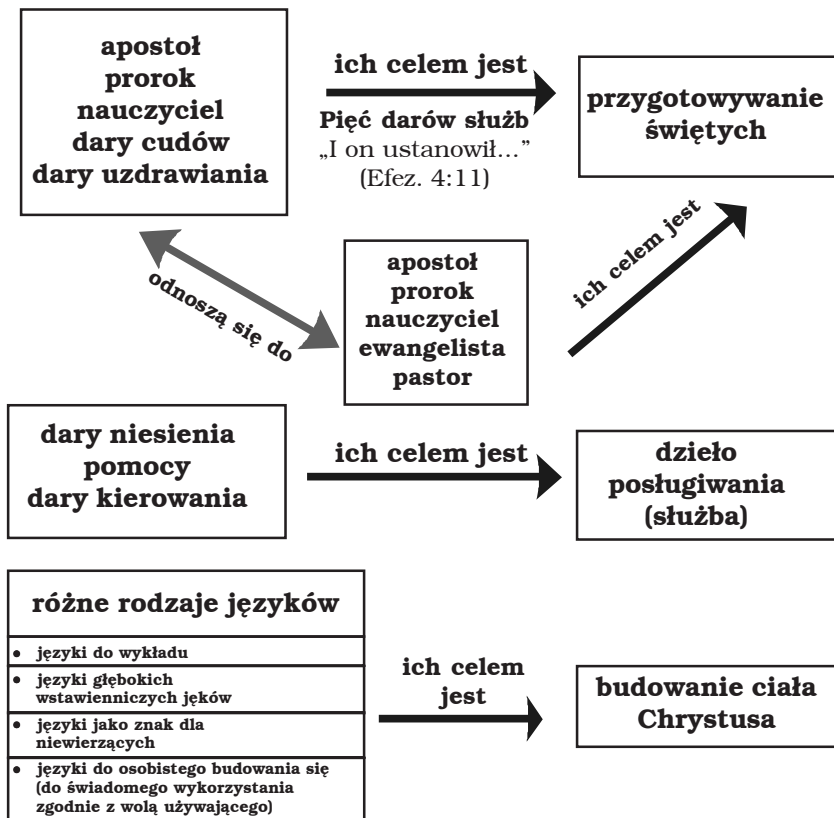 apostoł
prorok
nauczyciel
dary cudów
dary uzdrawiania
ich celem jest
Pięć darów służb
„I on ustanowił...”
(Efez. 4:11)
przygotowywanie
świętych
odnoszą się do
apostoł
prorok
nauczyciel
ewangelista
pastor
ich celem jest
dary niesienia
pomocy
dary kierowania
ich celem jest
dzieło
posługiwania
(służba)
różne rodzaje języków
• języki do wykładu
• języki głębokich
wstawienniczych jęków
• języki jako znak dla
niewierzących
• języki do osobistego budowania się
(do świadomego wykorzystania
zgodnie z wolą używającego)
ich celem
jest
budowanie ciała
Chrystusa